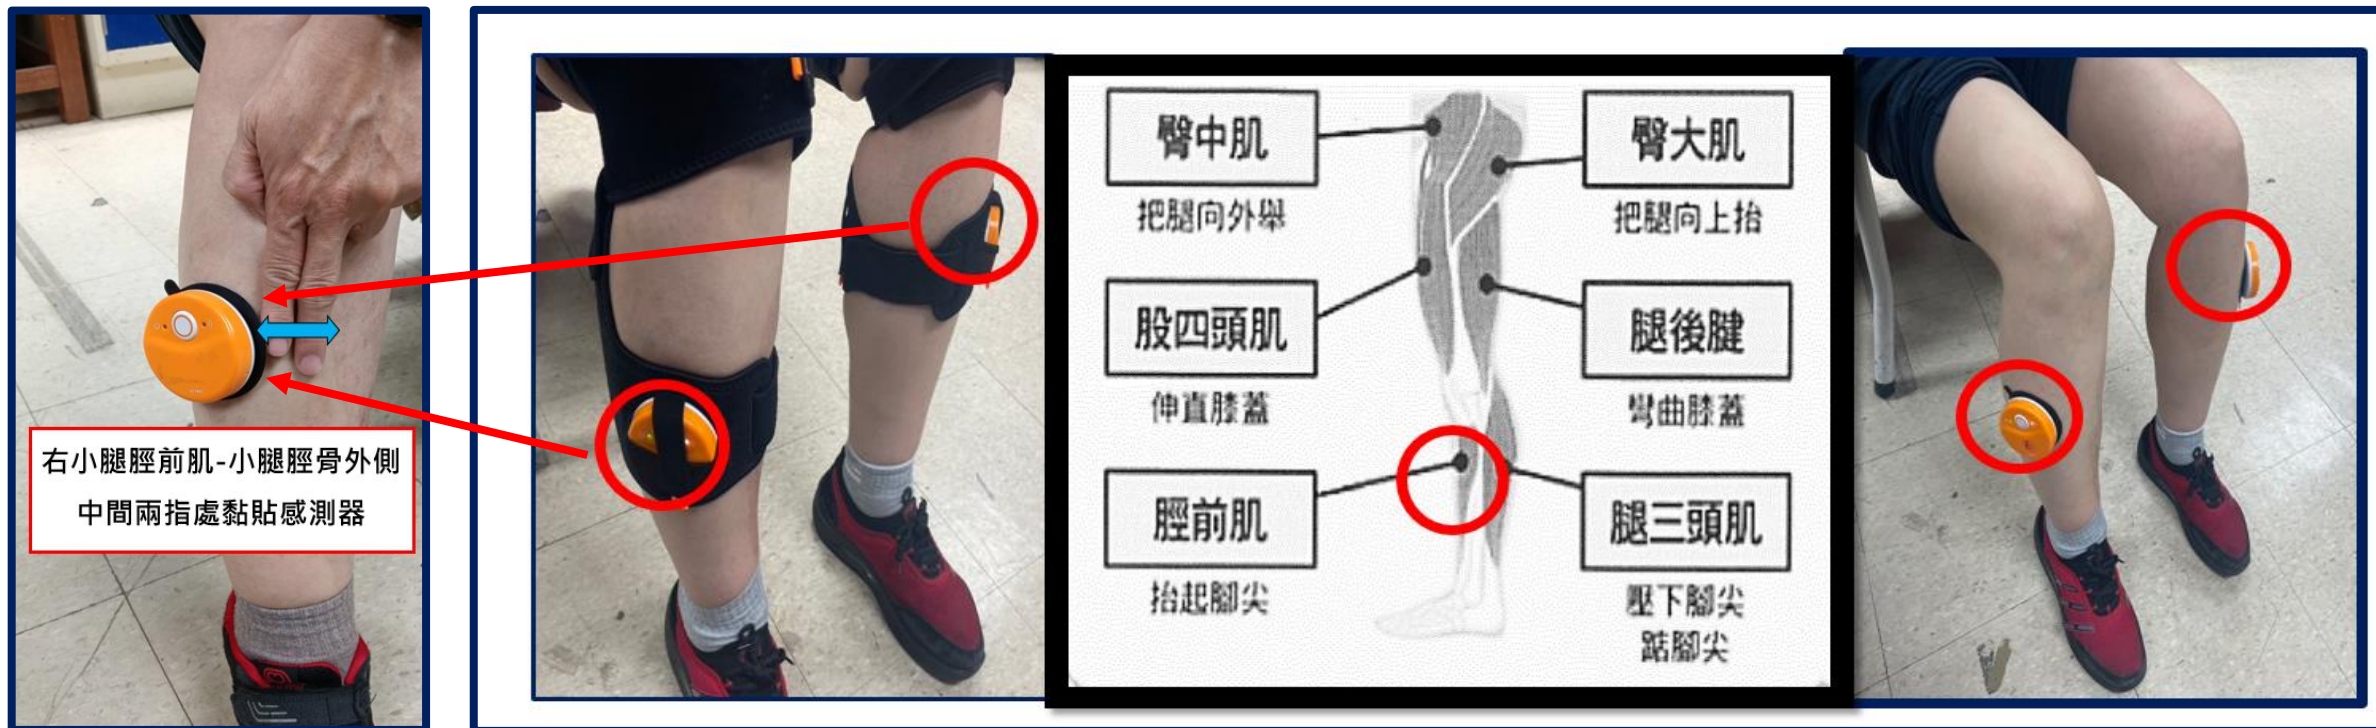 右小腿脛前肌-小腿脛骨外側
中間兩指處黏貼感測器
臀中肌
把腿向外舉
臀大肌
把腿向上抬
股四頭肌
伸直膝蓋
腿後腱
彎曲膝蓋
脛前肌
抬起腳尖
腿三頭肌
壓下腳尖
踮腳尖